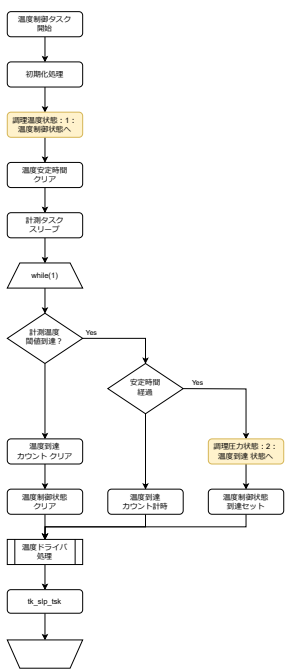 温度制御タスク
開始
初期化処理
調理温度状態：1：
温度制御状態へ
温度安定時間
クリア
計測タスク
スリープ
while(1)
計測温度
閾値到達？
Yes
安定時間
経過
Yes
温度到達
カウント クリア
調理圧力状態：2：
温度到達 状態へ
温度制御状態
クリア
温度到達
カウント計時
温度制御状態
到達セット
温度ドライバ
処理
tk_slp_tsk